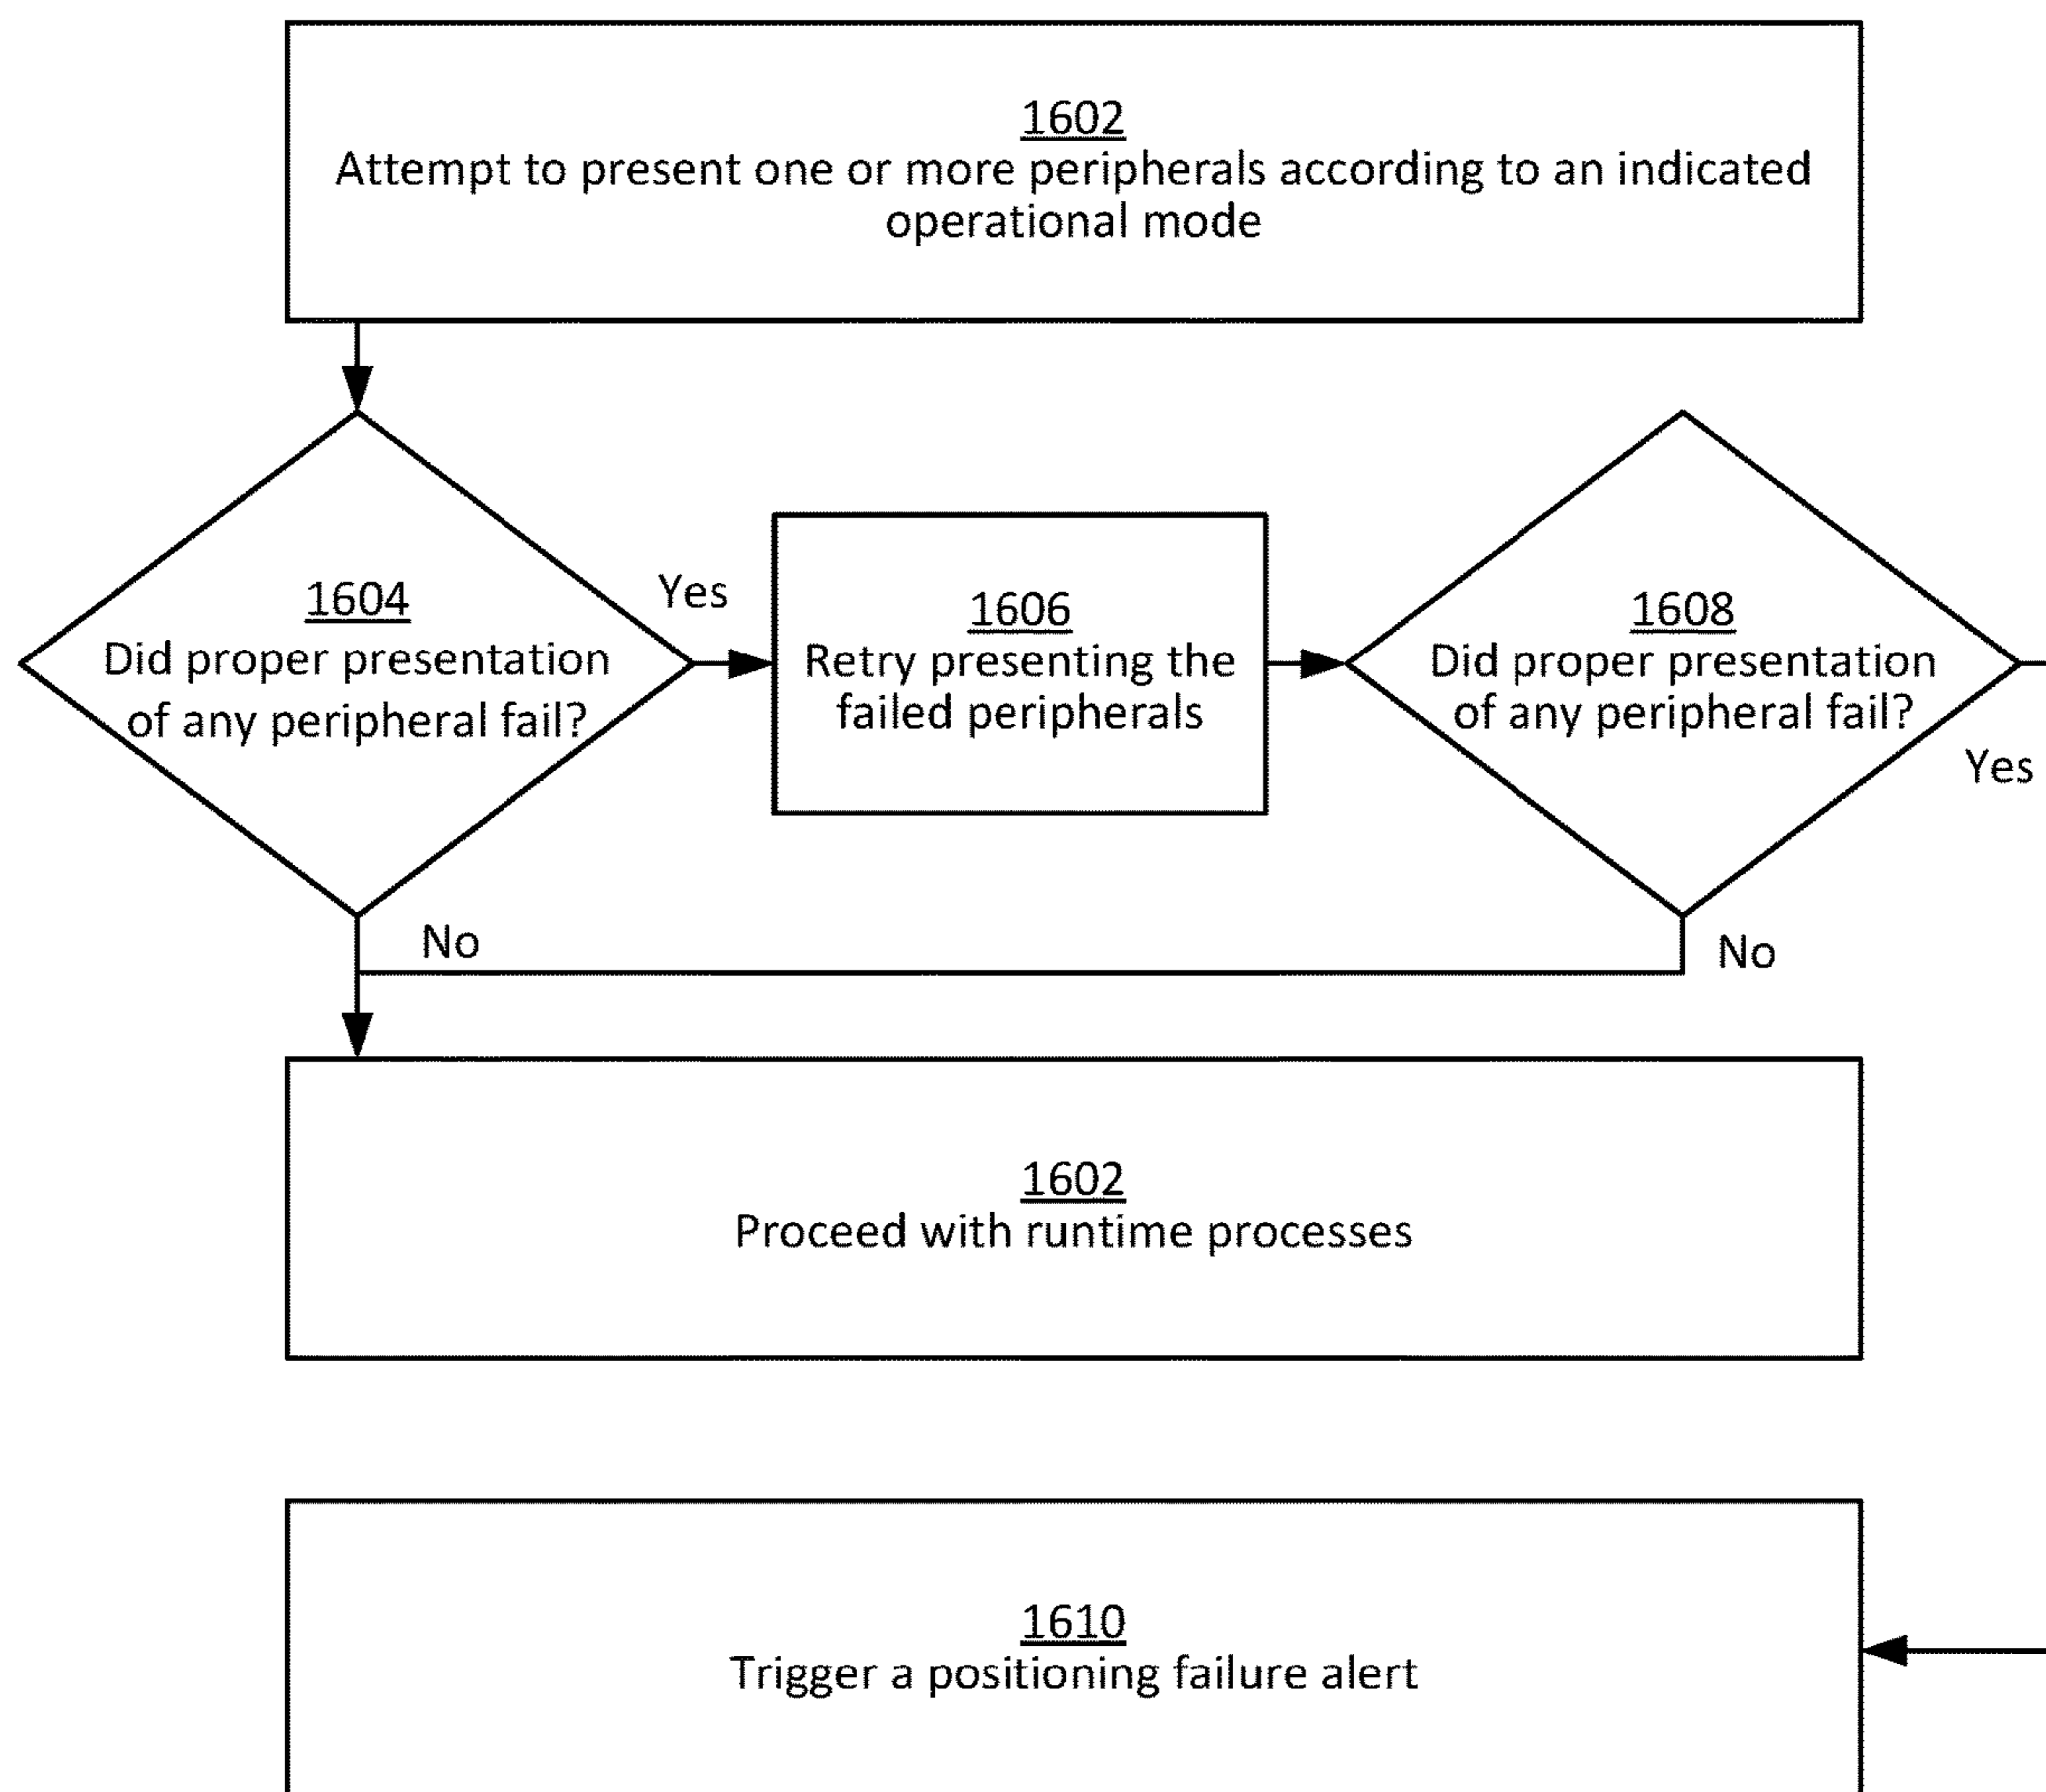 1602
Attempt to present one or more peripherals according to an indicated
operational mode
1604
Did proper presentation
of any peripheral fail?
Yes
1606
Retry presenting the
failed peripherals
1608
Did proper presentation
of any peripheral fail?
Yes
No
No
1602
Proceed with runtime processes
1610
Trigger a positioning failure alert